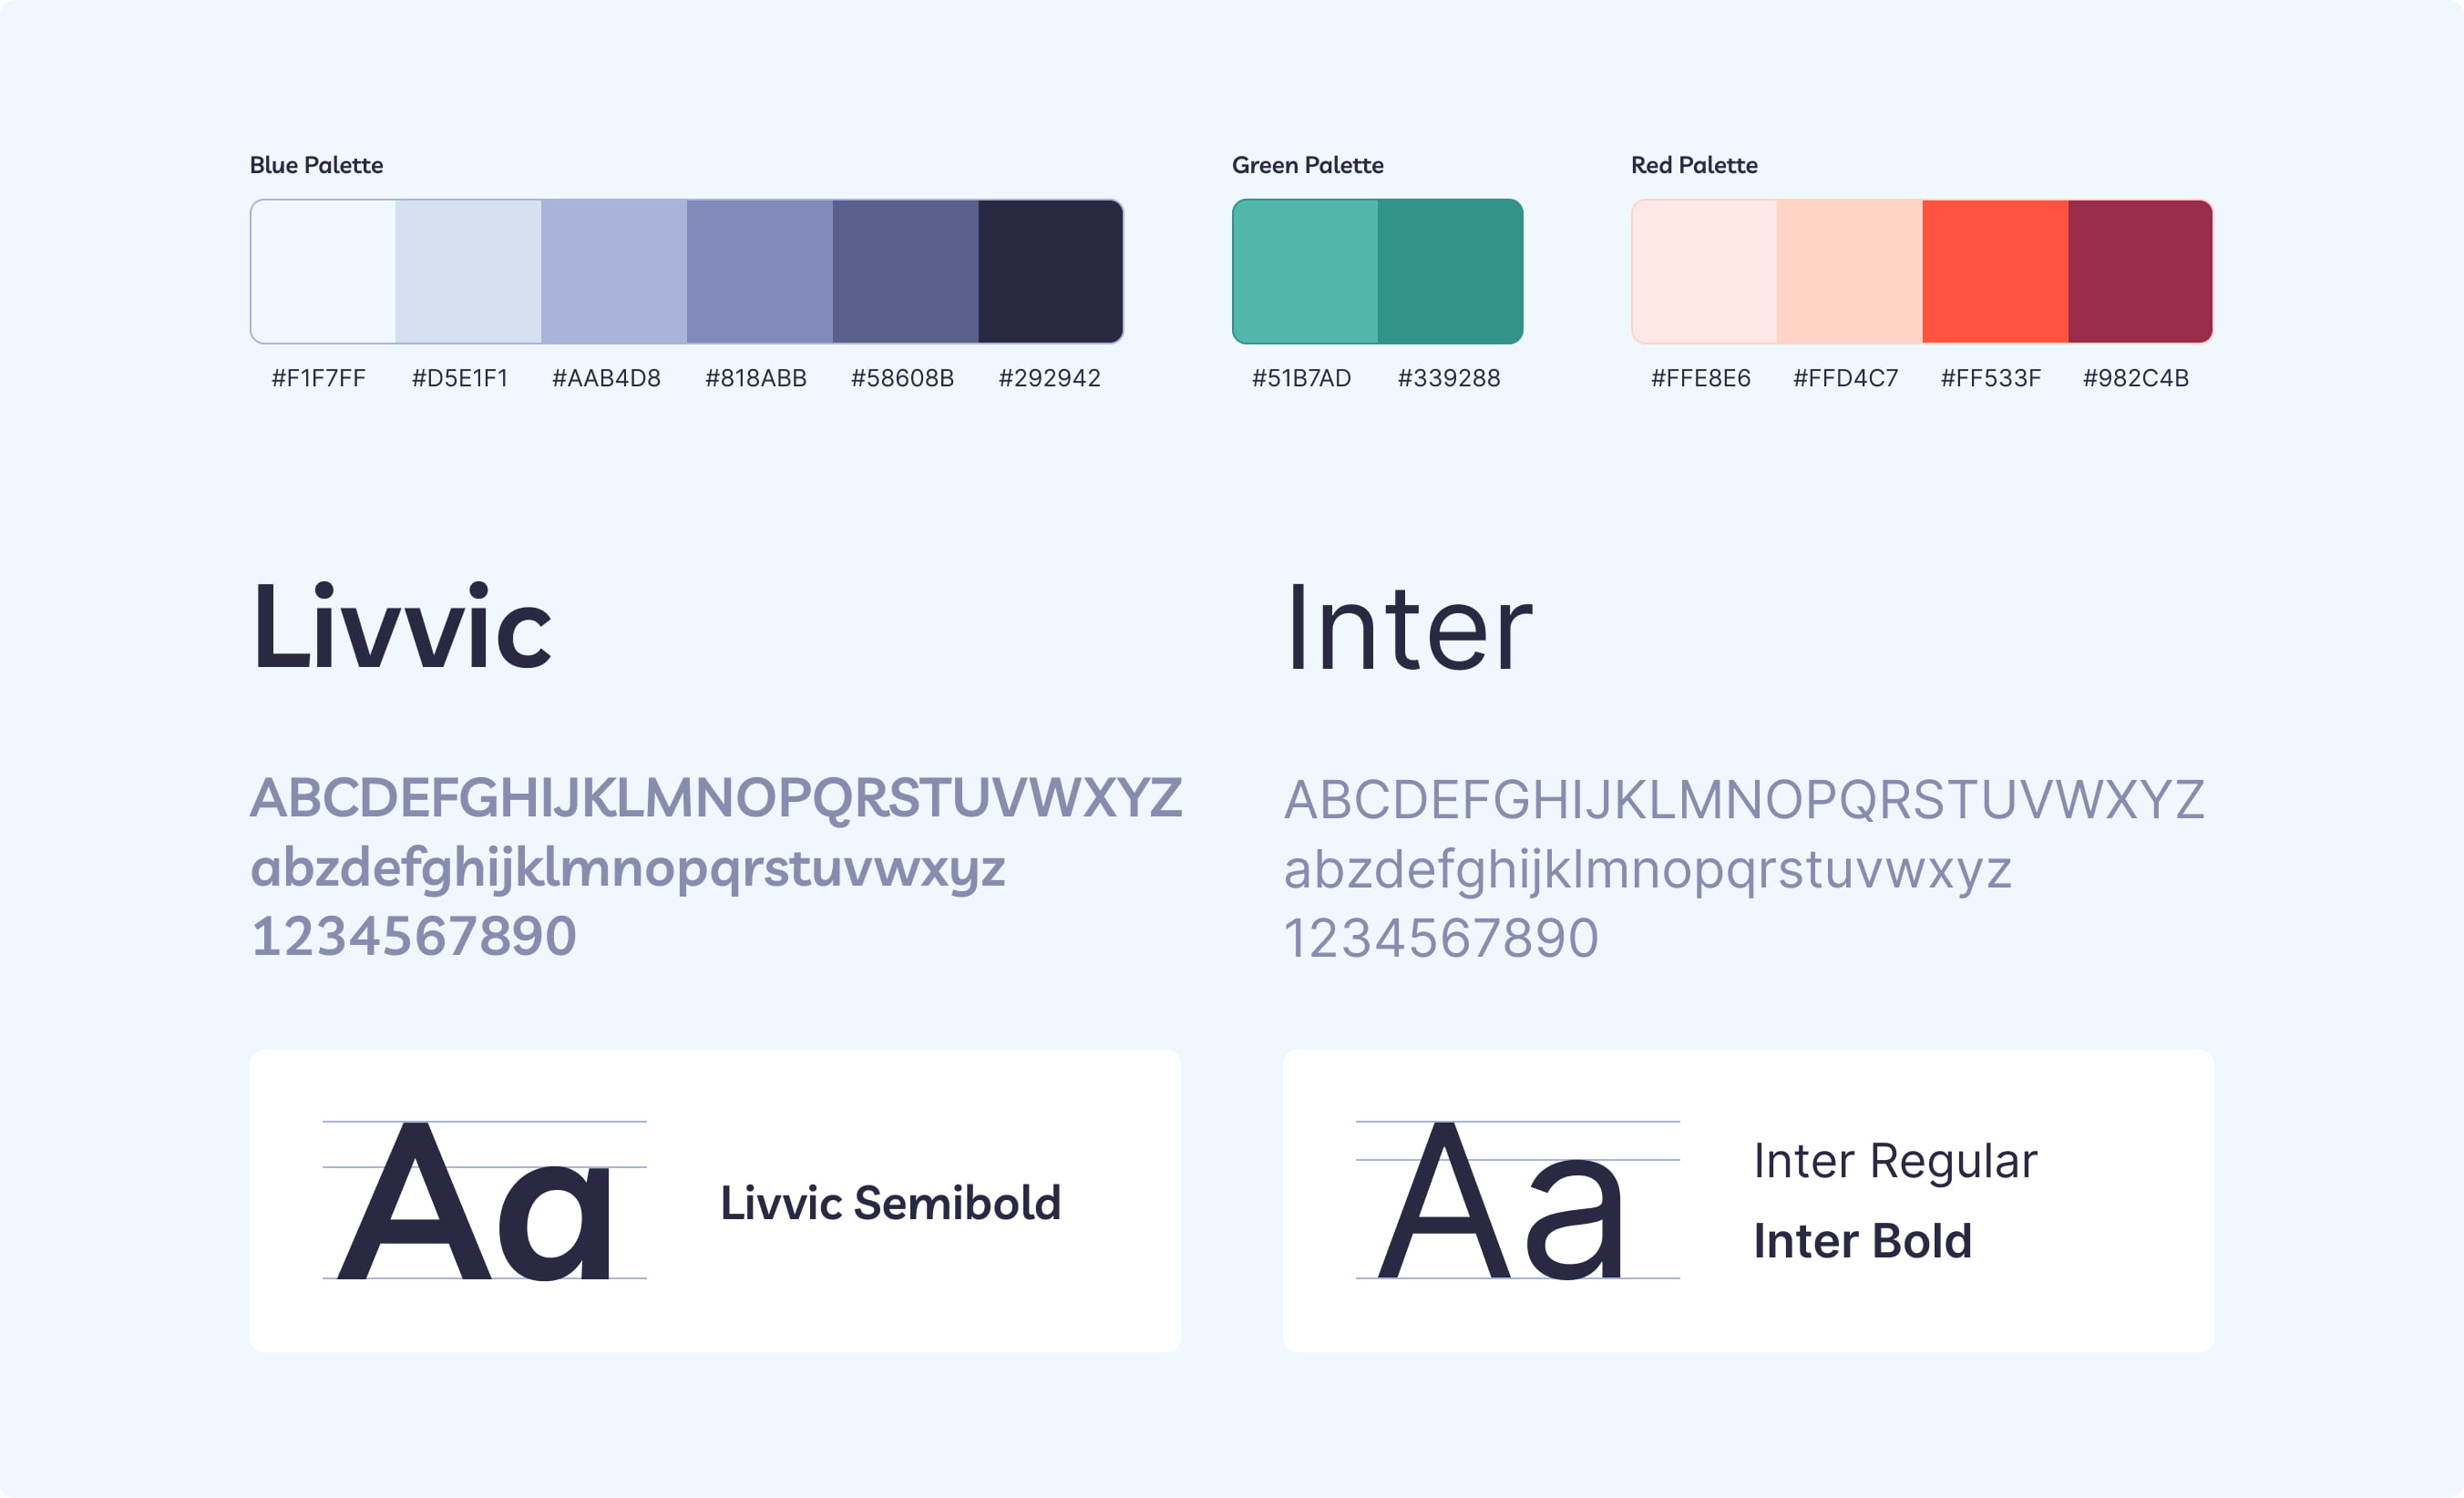 Blue Palette
Green Palette
Red Palette
#F1F7FF #D5E1F1 #AAB4D8 #818ABB #58608B #292942
#51B7AD #339288
#FFE8E6 #FFD4C7 #FF533F #982C4B
Livvic
ABCDEFGHIJKLMNOPQRSTUVWXYZ
abzdefghijklmnopqrstuvwxyz
1234567890
Aa
Livvic Semibold
Inter
ABCDEFGHIJKLMNOPQRSTUVWXYZ
abzdefghijklmnopqrstuvwxyz
1234567890
Aa
Inter Regular
Inter Bold